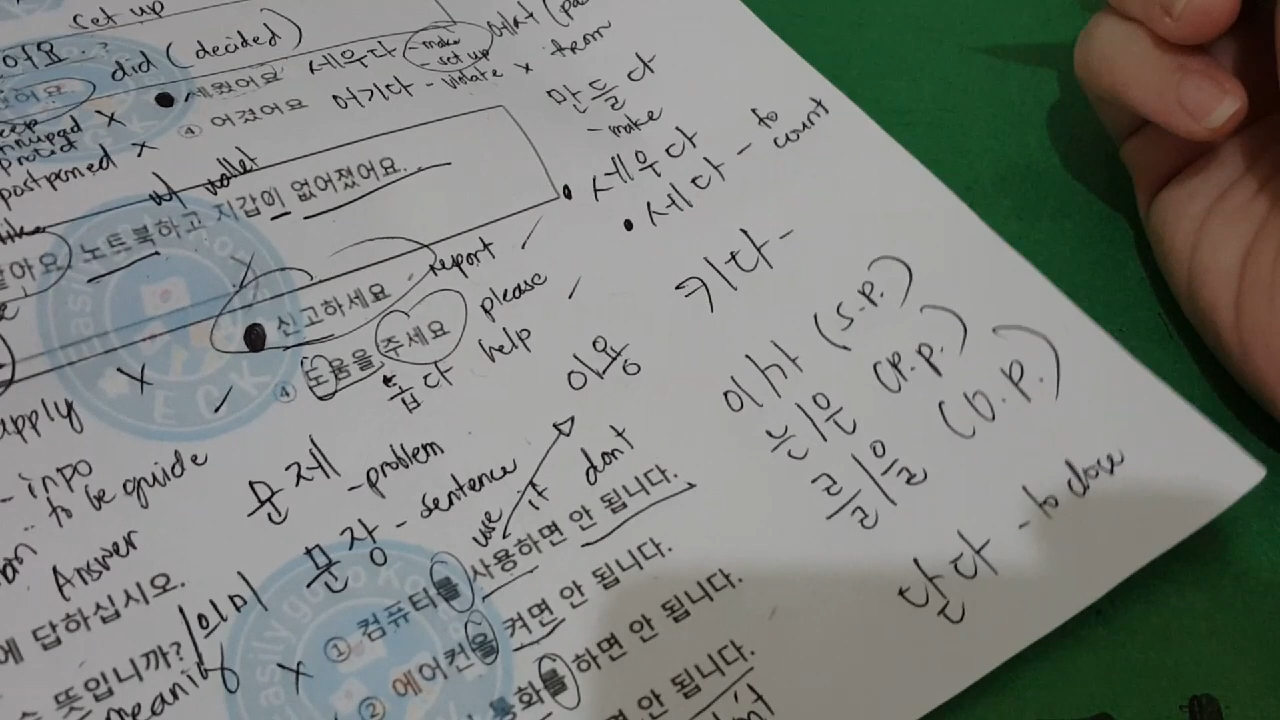 set up
어요.?
did (decided)
세웠어요 세우다 - make
- set up
④ 어겼어요 어기다 - violate x
them
만들다
- make
protect X
postponed X
w/ wallet
노트북하고 지갑이 없어졌어요.
like
• 세우다
• 세다 - to count
신고하세요 report
④ 도움을 주세요 please
돕다 help
키다 -
이용
이/가 (S.P.)
는/은 (P.P.)
를/을 (O.P.)
닫다 - to close
apply
- info
to be guide
Answer
문제
- problem
문장 - sentence
use it dont
에 답하십시오.
뜻입니까? /의미
meaning
X ① 컴퓨터를 사용하면 안 됩니다.
② 에어컨을 켜면 안 됩니다.
통화를 하면 안 됩니다.
면 안 됩니다.